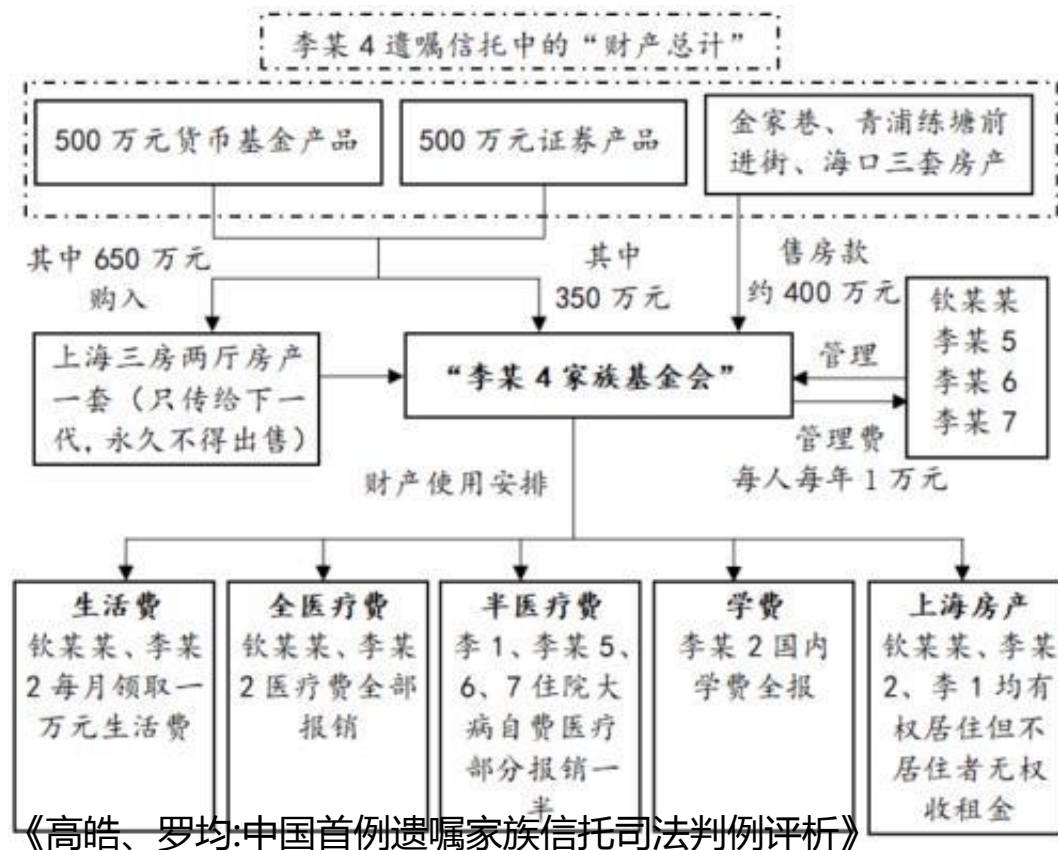 李某4遗嘱信托中的“财产总计”
500万元货币基金产品
500万元证券产品
金家巷、青浦练塘前
进街、海口三套房产
其中650万元
购入
其中
350万元
售房款
约400万元
上海三房两厅房产
一套（只传给下一
代,永久不得出售）
“李某4家族基金会”
管理
管理费
每人每年1万元
钦某某
李某5
李某6
李某7
财产使用安排
生活费
钦某某、李某
2每月领取一
万元生活费
全医疗费
钦某某、李某
2医疗费全部
报销
半医疗费
李1、李某5、
6、7住院大
病自费医疗
部分报销一
半
学费
李某2国内
学费全报
上海房产
钦某某、李某
2、李1均有
权居住但不
居住者无权
收租金
《高皓、罗均:中国首例遗嘱家族信托司法判例评析》